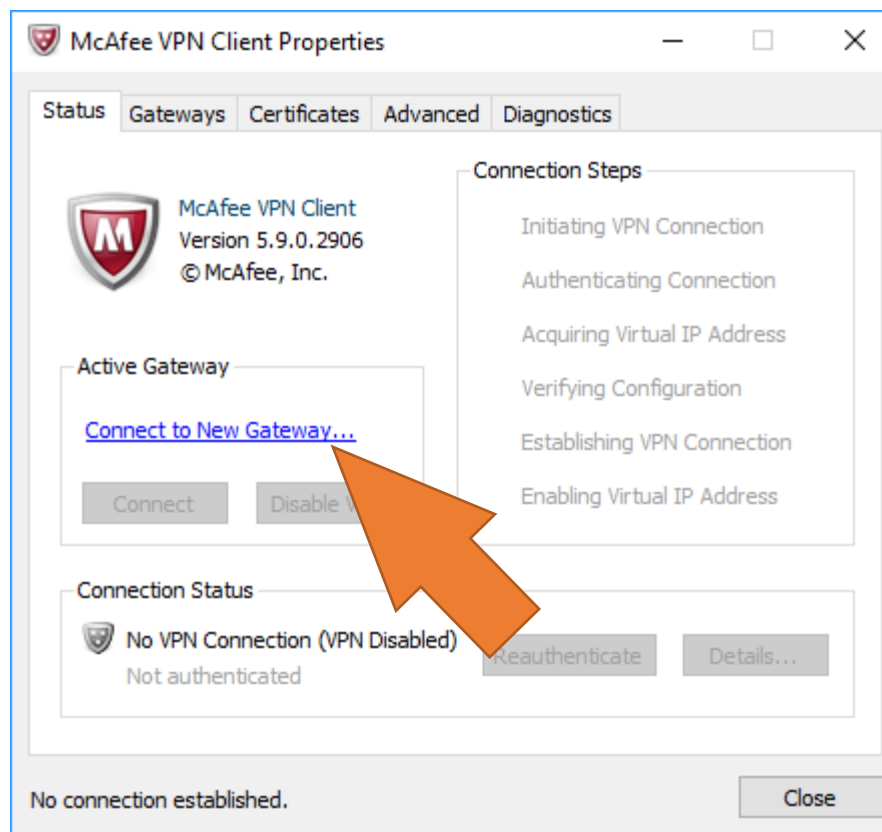 McAfee VPN Client Properties
Status Gateways Certificates Advanced Diagnostics
McAfee VPN Client
Version 5.9.0.2906
© McAfee, Inc.
Active Gateway
Connect to New Gateway...
Connect Disable
Connection Steps
Initiating VPN Connection
Authenticating Connection
Acquiring Virtual IP Address
Verifying Configuration
Establishing VPN Connection
Enabling Virtual IP Address
Connection Status
No VPN Connection (VPN Disabled)
Not authenticated
Reauthenticate Details...
No connection established.
Close